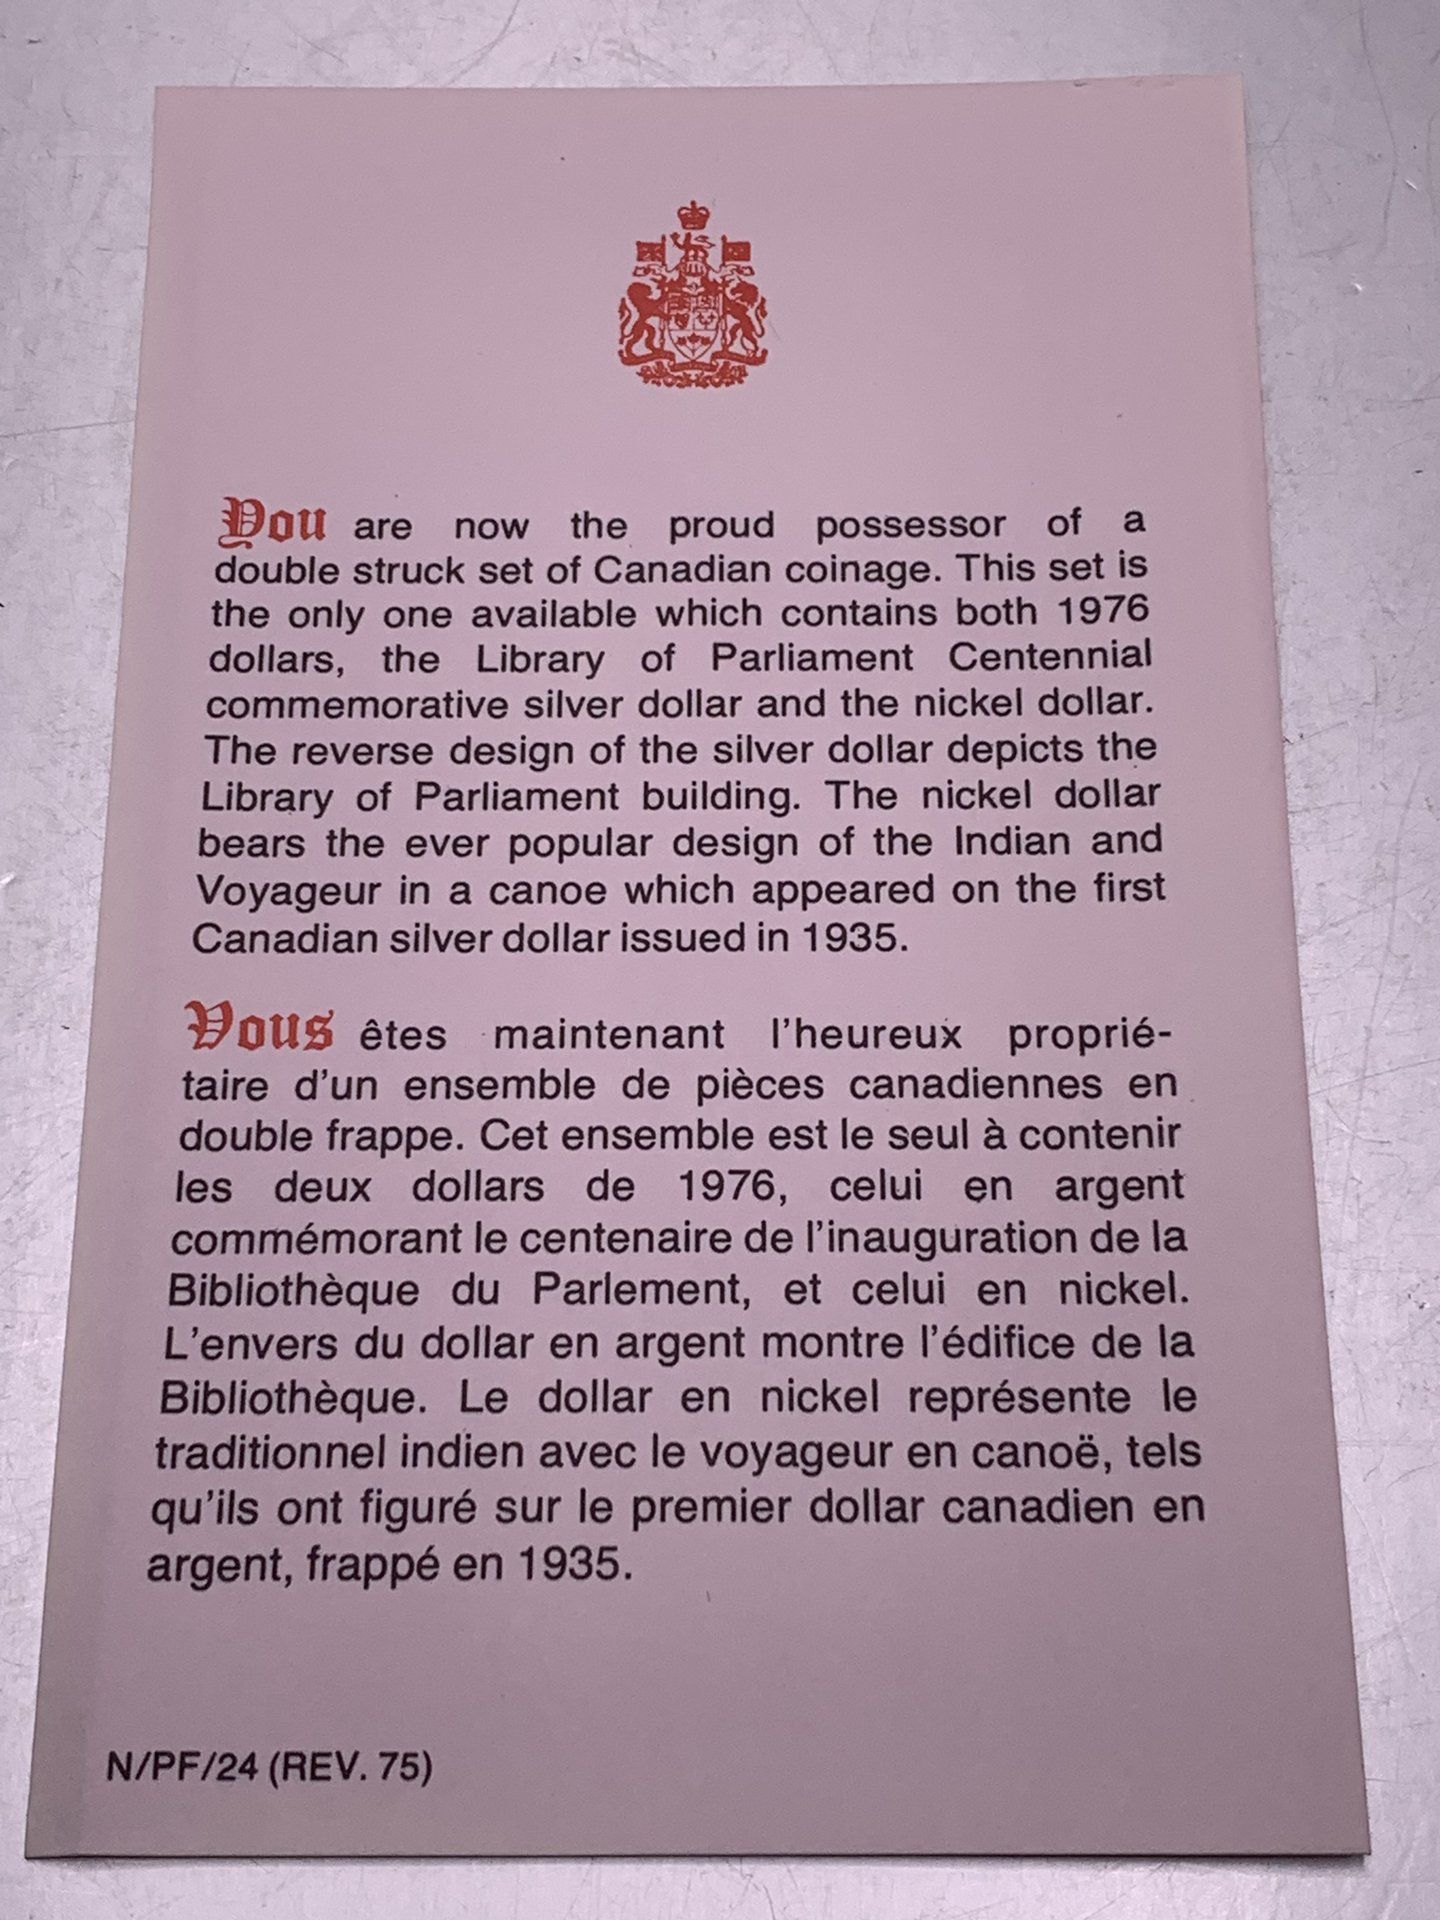 You are now the proud possessor of a
double struck set of Canadian coinage. This set is
the only one available which contains both 1976
dollars, the Library of Parliament Centennial
commemorative silver dollar and the nickel dollar.
The reverse design of the silver dollar depicts the
Library of Parliament building. The nickel dollar
bears the ever popular design of the Indian and
Voyageur in a canoe which appeared on the first
Canadian silver dollar issued in 1935.
Vous êtes maintenant l'heureux proprié-
taire d'un ensemble de pièces canadiennes en
double frappe. Cet ensemble est le seul à contenir
les deux dollars de 1976, celui en argent
commémorant le centenaire de l'inauguration de la
Bibliothèque du Parlement, et celui en nickel.
L'envers du dollar en argent montre l'édifice de la
Bibliothèque. Le dollar en nickel représente le
traditionnel indien avec le voyageur en canoë, tels
qu'ils ont figuré sur le premier dollar canadien en
argent, frappé en 1935.
N/PF/24 (REV. 75)